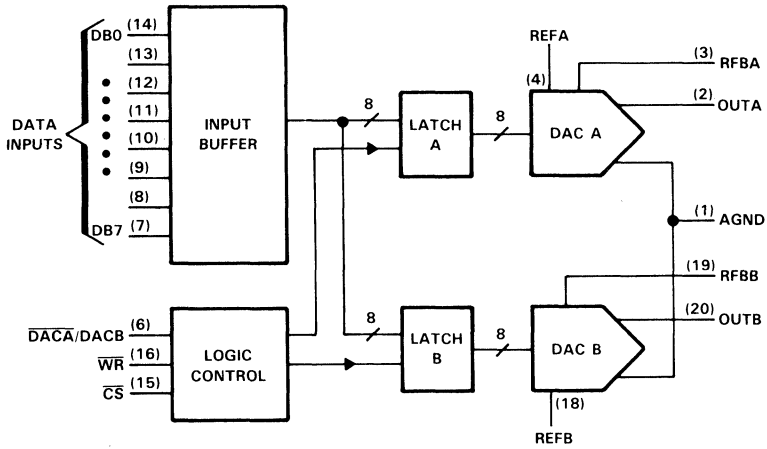 DATA
INPUTS
DB0 (14)
(13)
(12)
(11)
(10)
(9)
(8)
DB7 (7)
INPUT
BUFFER
8
LATCH
A
8
REFA
(4)
DAC A
(3) RFBA
(2) OUTA
(1) AGND
(19) RFBB
(20) OUTB
DACA/DACB (6)
WR (16)
CS (15)
LOGIC
CONTROL
8
LATCH
B
8
DAC B
(18)
REFB